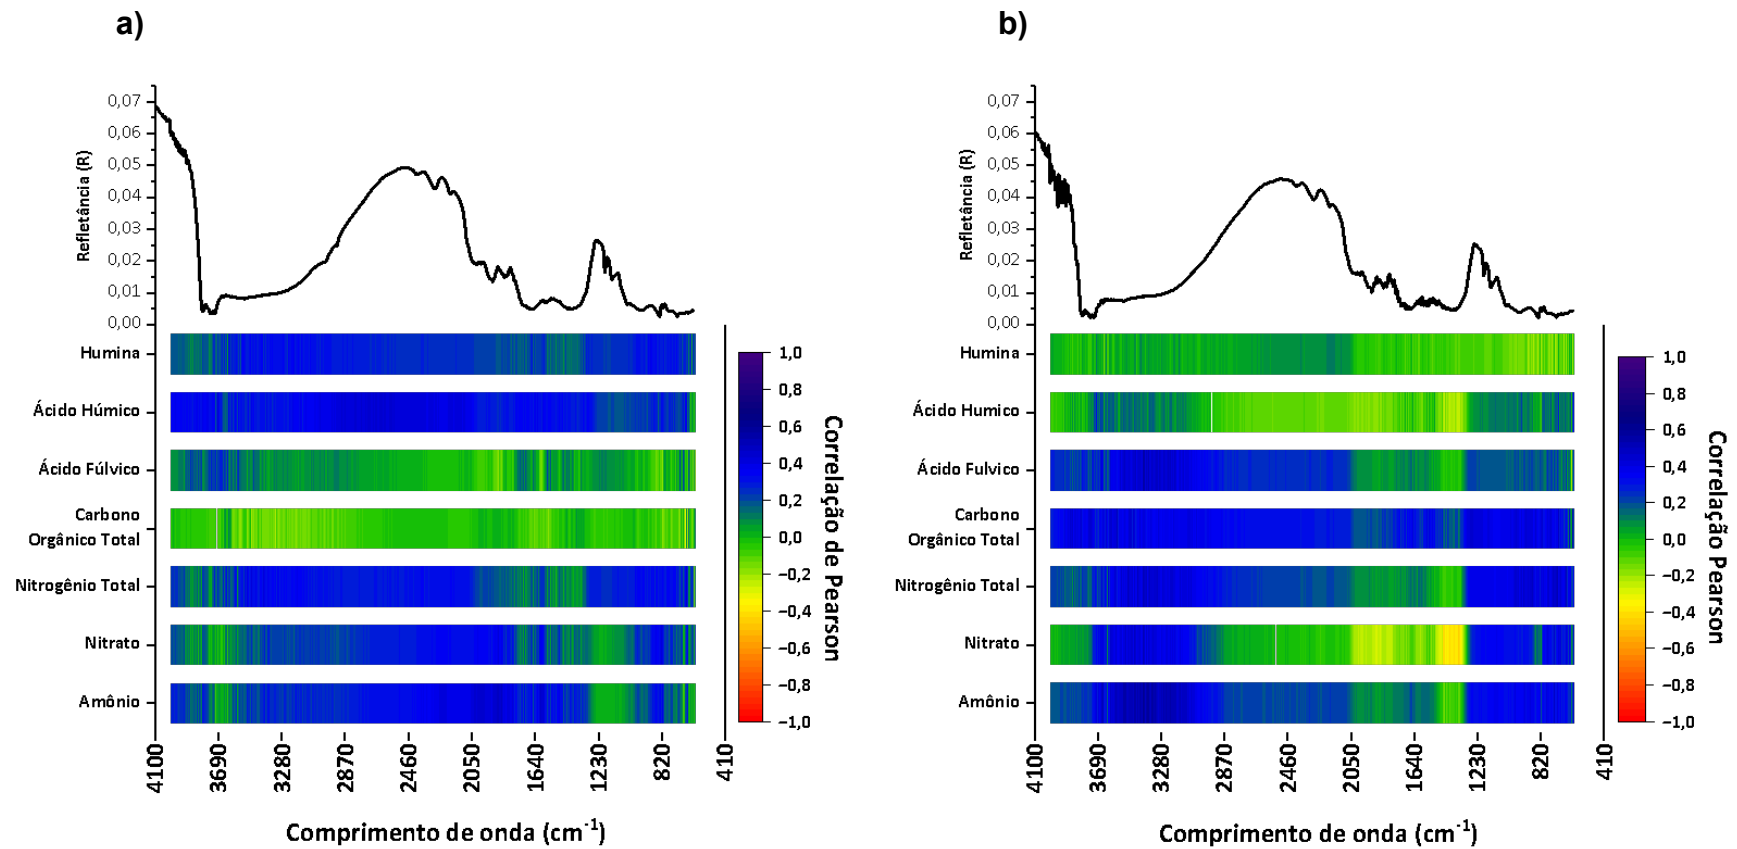 a)
0,07
0,06
0,05
0,04
0,03
0,02
0,01
0,00
Refletância (R)
Humina
Ácido Húmico
Ácido Fúlvico
Carbono
Orgânico Total
Nitrogênio Total
Nitrato
Amônio
4100
3690
3280
2870
2460
2050
1640
1230
820
410
Comprimento de onda (cm-1)
1,0
0,8
0,6
0,4
0,2
0,0
−0,2
−0,4
−0,6
−0,8
−1,0
Correlação de Pearson
b)
0,07
0,06
0,05
0,04
0,03
0,02
0,01
0,00
Refletância (R)
Humina
Ácido Humico
Ácido Fulvico
Carbono
Orgânico Total
Nitrogênio Total
Nitrato
Amônio
4100
3690
3280
2870
2460
2050
1640
1230
820
410
Comprimento de onda (cm-1)
1,0
0,8
0,6
0,4
0,2
0,0
−0,2
−0,4
−0,6
−0,8
−1,0
Correlação Pearson